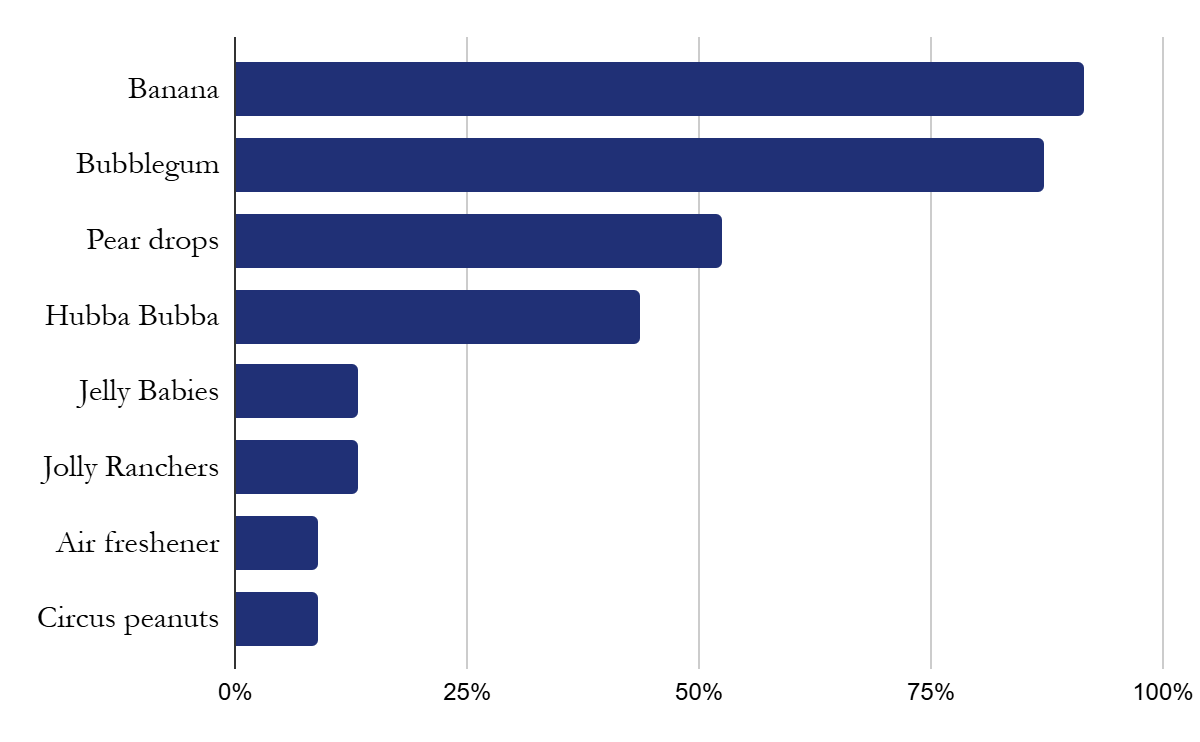 Banana
Bubblegum
Pear drops
Hubba Bubba
Jelly Babies
Jolly Ranchers
Air freshener
Circus peanuts
0% 25% 50% 75% 100%